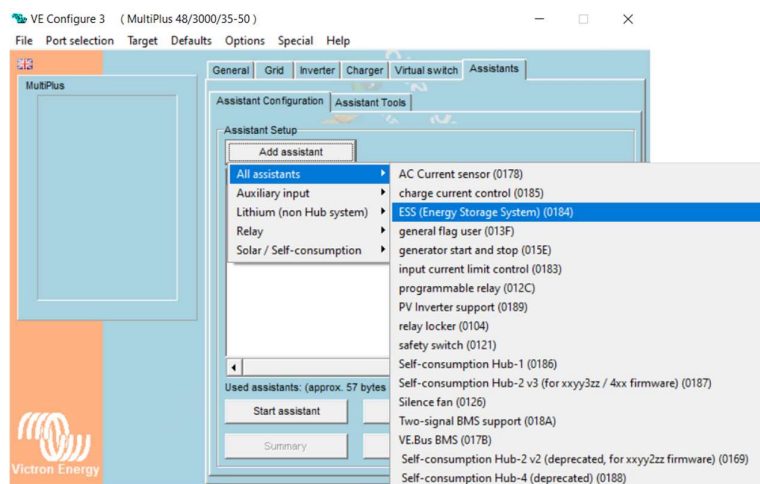 VE Configure 3 ( MultiPlus 48/3000/35-50 )
File Port selection Target Defaults Options Special Help
General Grid Inverter Charger Virtual switch Assistants
MultiPlus
Assistant Configuration Assistant Tools
Assistant Setup
Add assistant
All assistants
Auxiliary input
Lithium (non Hub system)
Relay
Solar / Self-consumption
AC Current sensor (0178)
charge current control (0185)
ESS (Energy Storage System) (0184)
general flag user (013F)
generator start and stop (015E)
input current limit control (0183)
programmable relay (012C)
PV Inverter support (0189)
relay locker (0104)
safety switch (0121)
Self-consumption Hub-1 (0186)
Self-consumption Hub-2 v3 (for xxyy3zz / 4xx firmware) (0187)
Silence fan (0126)
Two-signal BMS support (018A)
VE.Bus BMS (017B)
Self-consumption Hub-2 v2 (deprecated, for xxyy2zz firmware) (0169)
Self-consumption Hub-4 (deprecated) (0188)
Used assistants: (approx. 57 bytes
Start assistant
Summary
Victron Energy